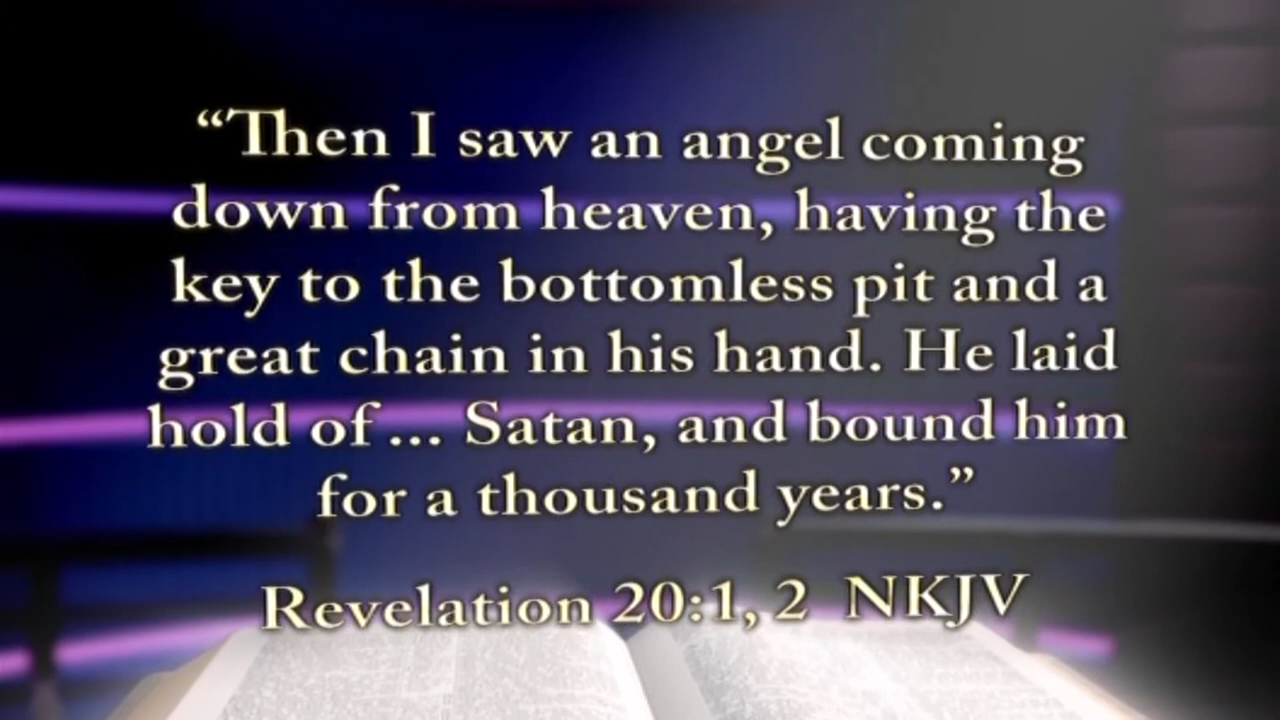 “Then I saw an angel coming
down from heaven, having the
key to the bottomless pit and a
great chain in his hand. He laid
hold of ... Satan, and bound him
for a thousand years.”
Revelation 20:1, 2 NKJV